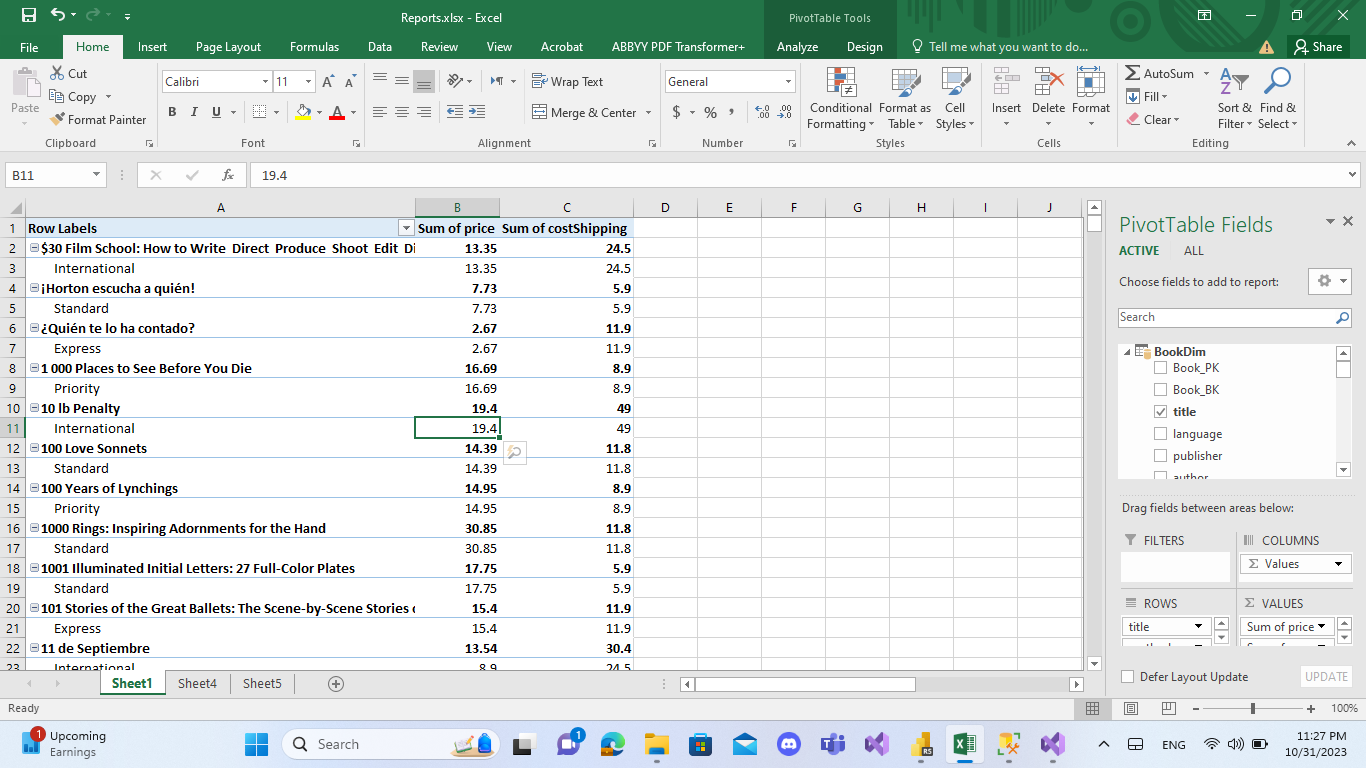 Reports.xlsx - Excel
PivotTable Tools
File Home Insert Page Layout Formulas Data Review View Acrobat ABBYY PDF Transformer+ Analyze Design Tell me what you want to do... Share
Paste
Cut
Copy
Format Painter
Clipboard
Calibri 11
B I U
Font
Wrap Text
Merge & Center
Alignment
General
$ % ,
Number
Conditional Formatting
Format as Table
Cell Styles
Styles
Insert Delete Format
Cells
AutoSum
Fill
Clear
Sort & Filter
Find & Select
Editing
B11 fx 19.4
A B C D E F G H I J
1 Row Labels Sum of price Sum of costShipping
2 $30 Film School: How to Write Direct Produce Shoot Edit Di 13.35 24.5
3 International 13.35 24.5
4 ¡Horton escucha a quién! 7.73 5.9
5 Standard 7.73 5.9
6 ¿Quién te lo ha contado? 2.67 11.9
7 Express 2.67 11.9
8 1 000 Places to See Before You Die 16.69 8.9
9 Priority 16.69 8.9
10 10 lb Penalty 19.4 49
11 International 19.4 49
12 100 Love Sonnets 14.39 11.8
13 Standard 14.39 11.8
14 100 Years of Lynchings 14.95 8.9
15 Priority 14.95 8.9
16 1000 Rings: Inspiring Adornments for the Hand 30.85 11.8
17 Standard 30.85 11.8
18 1001 Illuminated Initial Letters: 27 Full-Color Plates 17.75 5.9
19 Standard 17.75 5.9
20 101 Stories of the Great Ballets: The Scene-by-Scene Stories 15.4 11.9
21 Express 15.4 11.9
22 11 de Septiembre 13.54 30.4
23 International 8.9 24.5
PivotTable Fields
ACTIVE ALL
Choose fields to add to report:
Search
BookDim
Book_PK
Book_BK
title
language
publisher
author
Drag fields between areas below:
FILTERS
COLUMNS
Σ Values
ROWS
title
Σ VALUES
Sum of price
Defer Layout Update UPDATE
Sheet1 Sheet4 Sheet5
Ready 100%
1 Upcoming
Earnings
Search
1
RS
ENG
11:27 PM
10/31/2023